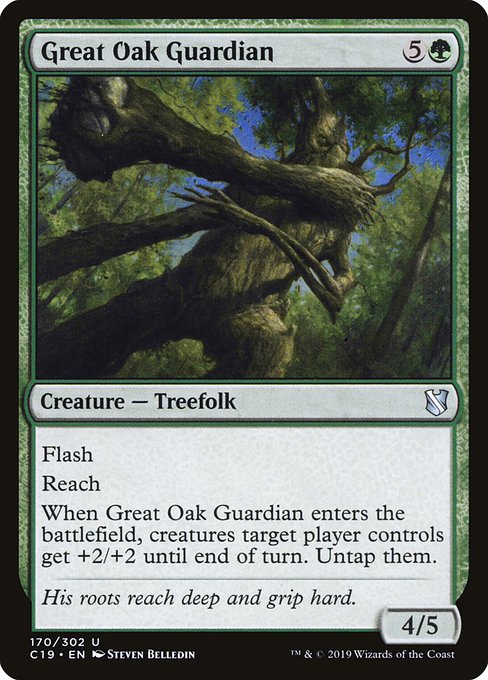 Great Oak Guardian 5
Creature — Treefolk
Flash
Reach
When Great Oak Guardian enters the
battlefield, creatures target player controls
get +2/+2 until end of turn. Untap them.
His roots reach deep and grip hard.
4/5
170/302 U
C19 • EN Steven Belledin
™ & © 2019 Wizards of the Coast